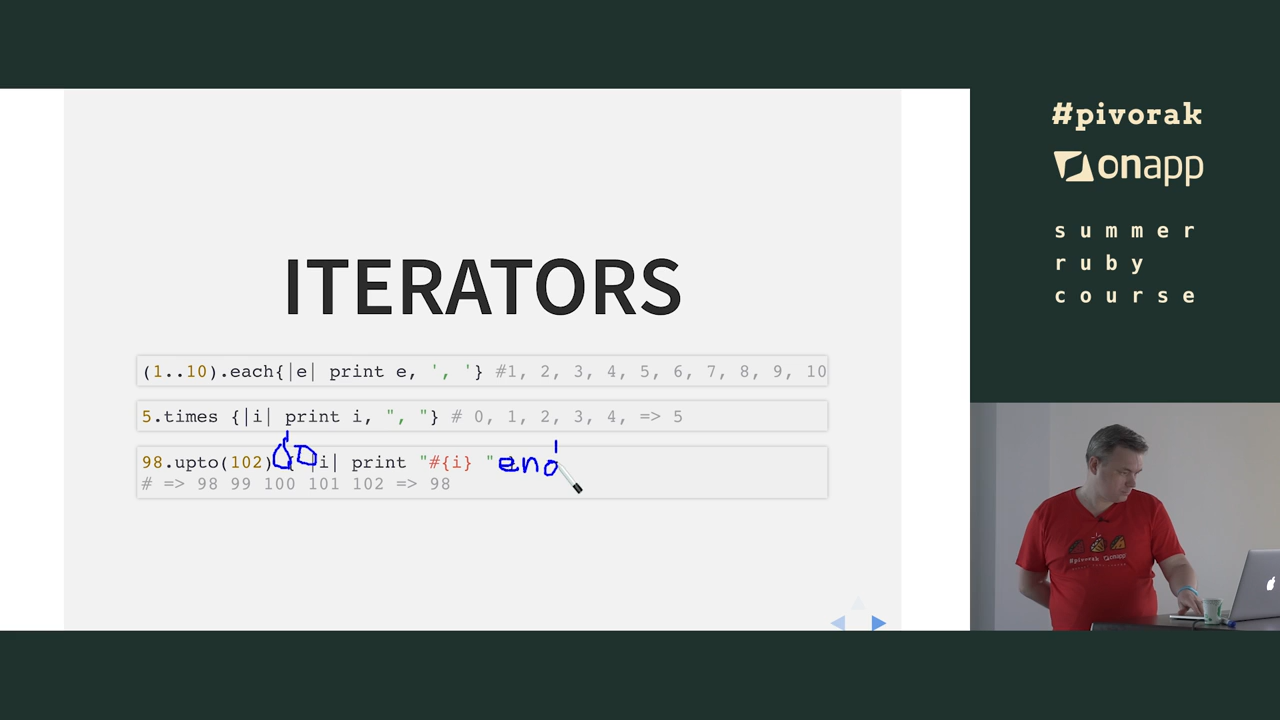 #pivorak
onapp
summer
ruby
course
ITERATORS
(1..10).each{|e| print e, ', '} #1, 2, 3, 4, 5, 6, 7, 8, 9, 10
5.times {|i| print i, ", "} # 0, 1, 2, 3, 4, => 5
98.upto(102) do |i| print "#{i} " end
# => 98 99 100 101 102 => 98
#pivorak onapp